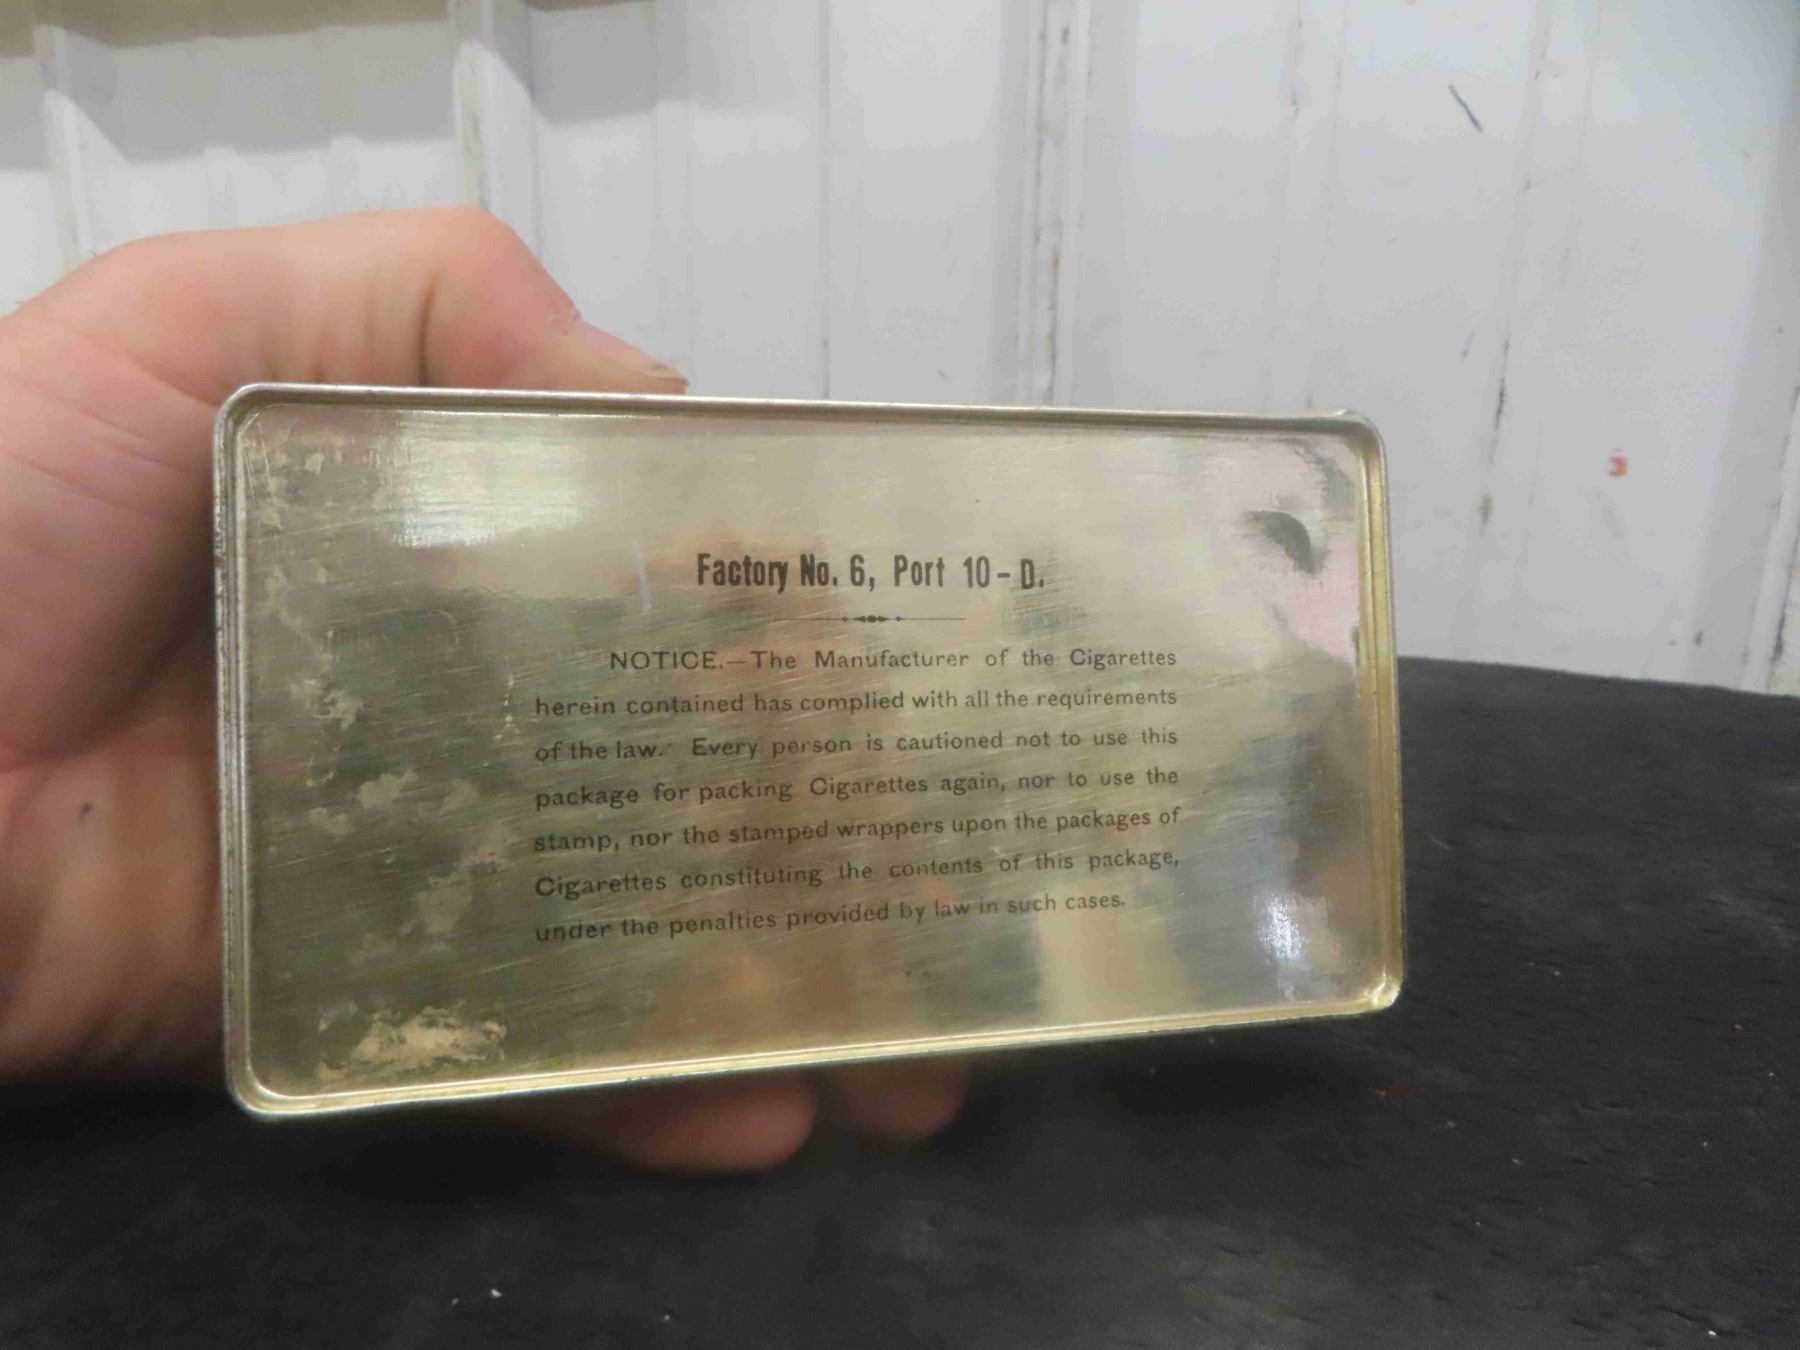 Factory No. 6, Port 10 - D.
NOTICE.—The Manufacturer of the Cigarettes
herein contained has complied with all the requirements
of the law. Every person is cautioned not to use this
package for packing Cigarettes again, nor to use the
stamp, nor the stamped wrappers upon the packages of
Cigarettes constituting the contents of this package,
under the penalties provided by law in such cases.